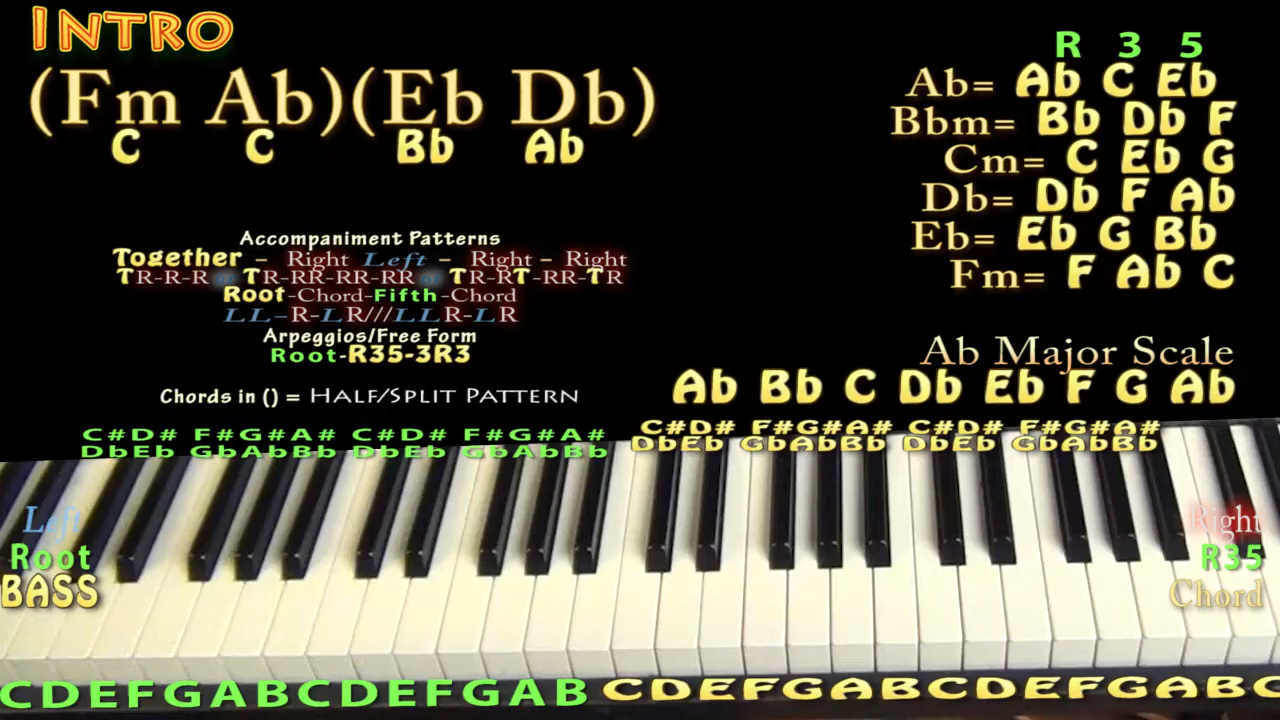 INTRO
(Fm Ab)(Eb Db)
C C Bb Ab
R 3 5
Ab= Ab C Eb
Bbm= Bb Db F
Cm= C Eb G
Db= Db F Ab
Eb= Eb G Bb
Fm= F Ab C
Accompaniment Patterns
Together - Right Left - Right - Right
TR-R-R or TR-RR-RR-RR or TR-RT-RR-TR
Root-Chord-Fifth-Chord
LL-R-LR///LLR-LR
Arpeggios/Free Form
Root-R35-3R3
Chords in () = HALF/SPLIT PATTERN
Ab Major Scale
Ab Bb C Db Eb F G Ab
C#D# F#G#A# C#D# F#G#A# C#D# F#G#A# C#D# F#G#A#
DbEb GbAbBb DbEb GbAbBb DbEb GbAbBb DbEb GbAbBb
Left
Root
BASS
Right
R35
Chord
CDEFGABCDEFGAB CDEFGABCDEFGABC